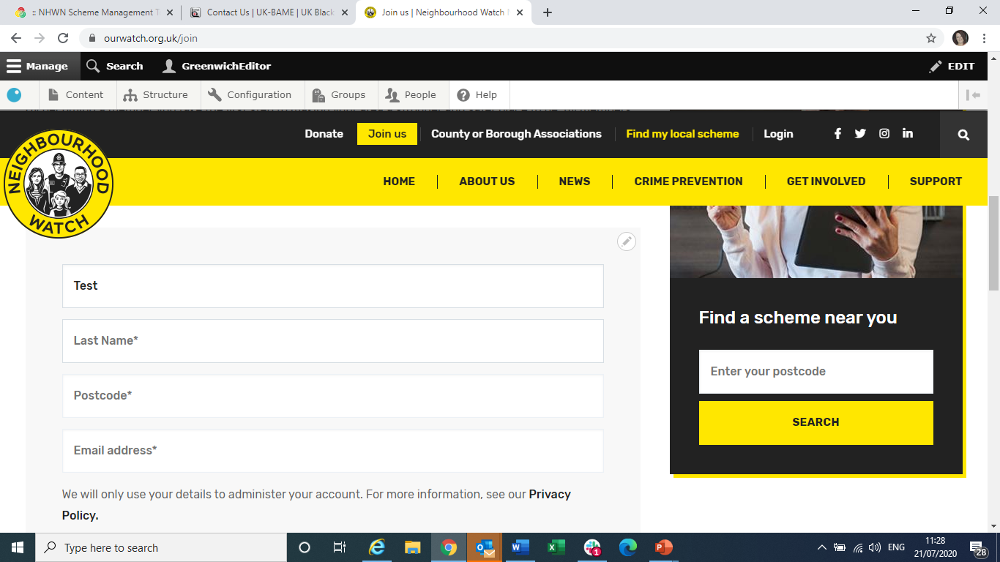 :: NHWN Scheme Management T
Contact Us | UK-BAME | UK Black
Join us | Neighbourhood Watch
ourwatch.org.uk/join
Manage
Search
GreenwichEditor
EDIT
Content
Structure
Configuration
Groups
People
Help
Donate
Join us
County or Borough Associations
Find my local scheme
Login
NEIGHBOURHOOD
WATCH
HOME
ABOUT US
NEWS
CRIME PREVENTION
GET INVOLVED
SUPPORT
Test
Last Name*
Postcode*
Email address*
We will only use your details to administer your account. For more information, see our Privacy
Policy.
Find a scheme near you
Enter your postcode
SEARCH
Type here to search
1
ENG
11:28
21/07/2020
28